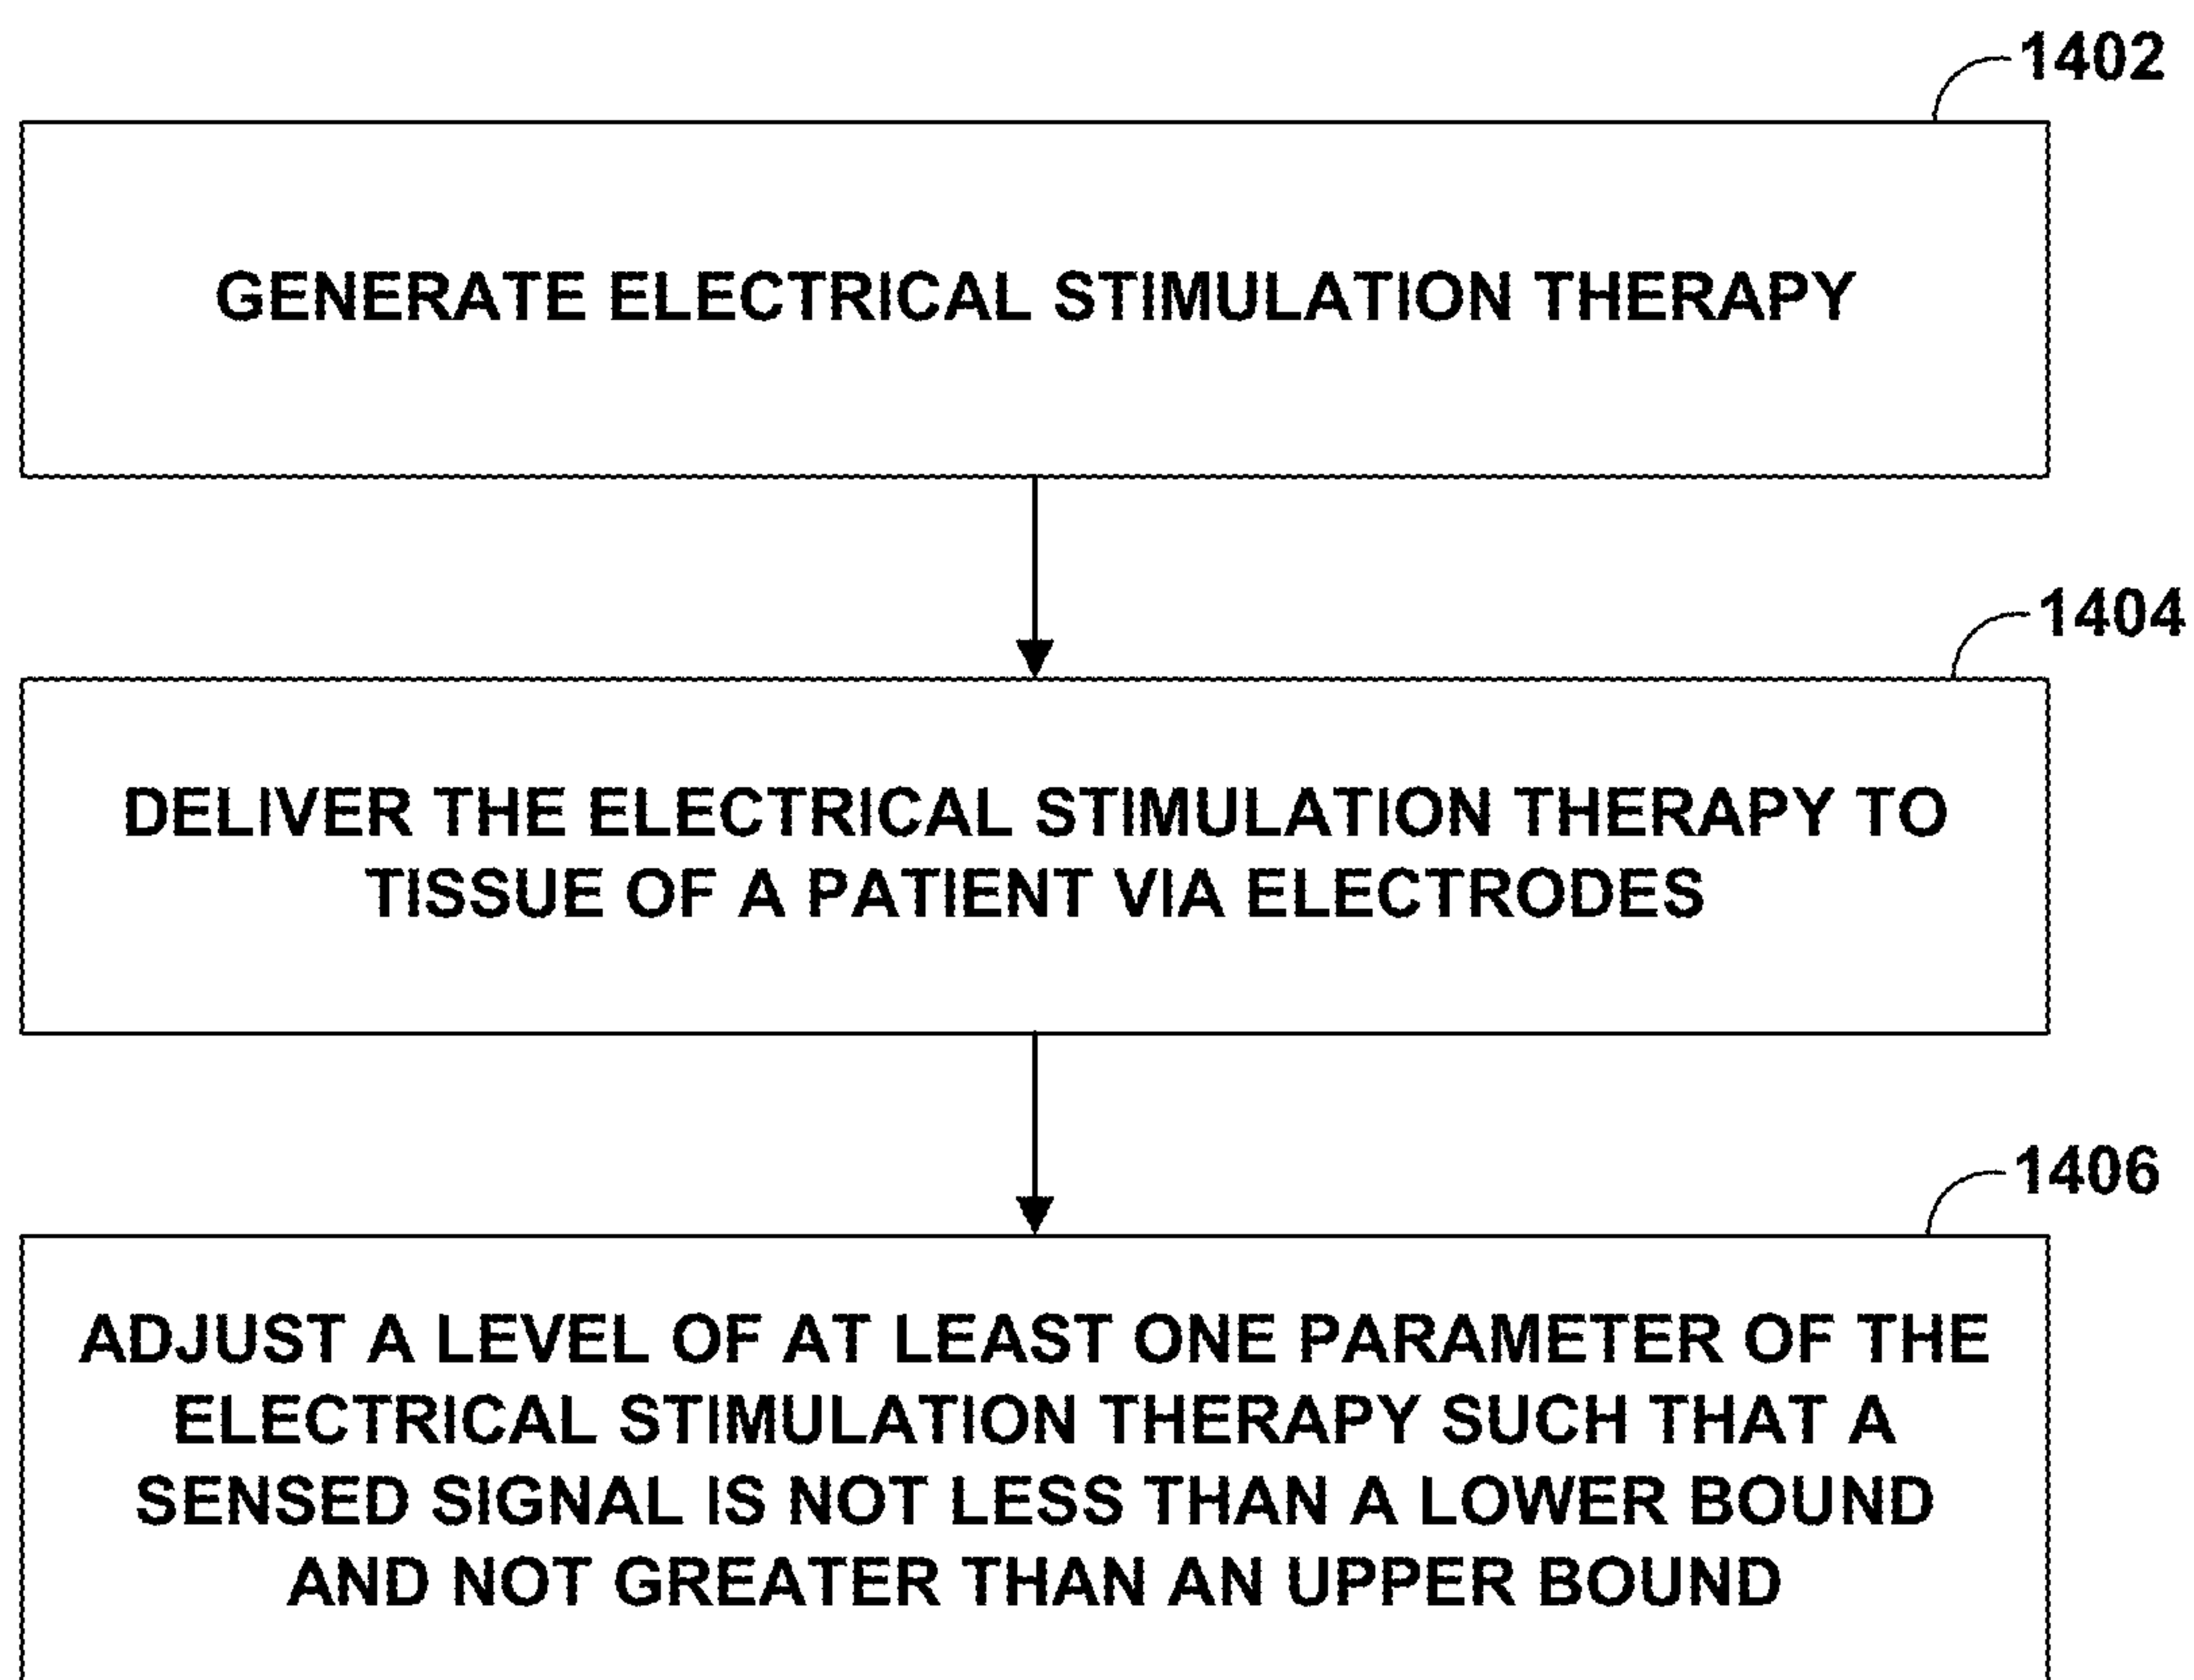 1402
GENERATE ELECTRICAL STIMULATION THERAPY
1404
DELIVER THE ELECTRICAL STIMULATION THERAPY TO
TISSUE OF A PATIENT VIA ELECTRODES
1406
ADJUST A LEVEL OF AT LEAST ONE PARAMETER OF THE
ELECTRICAL STIMULATION THERAPY SUCH THAT A
SENSED SIGNAL IS NOT LESS THAN A LOWER BOUND
AND NOT GREATER THAN AN UPPER BOUND